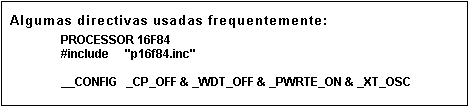 Algumas directivas usadas frequentemente:
PROCESSOR 16F84
#include "p16f84.inc"
__CONFIG _CP_OFF & _WDT_OFF & _PWRTE_ON & _XT_OSC